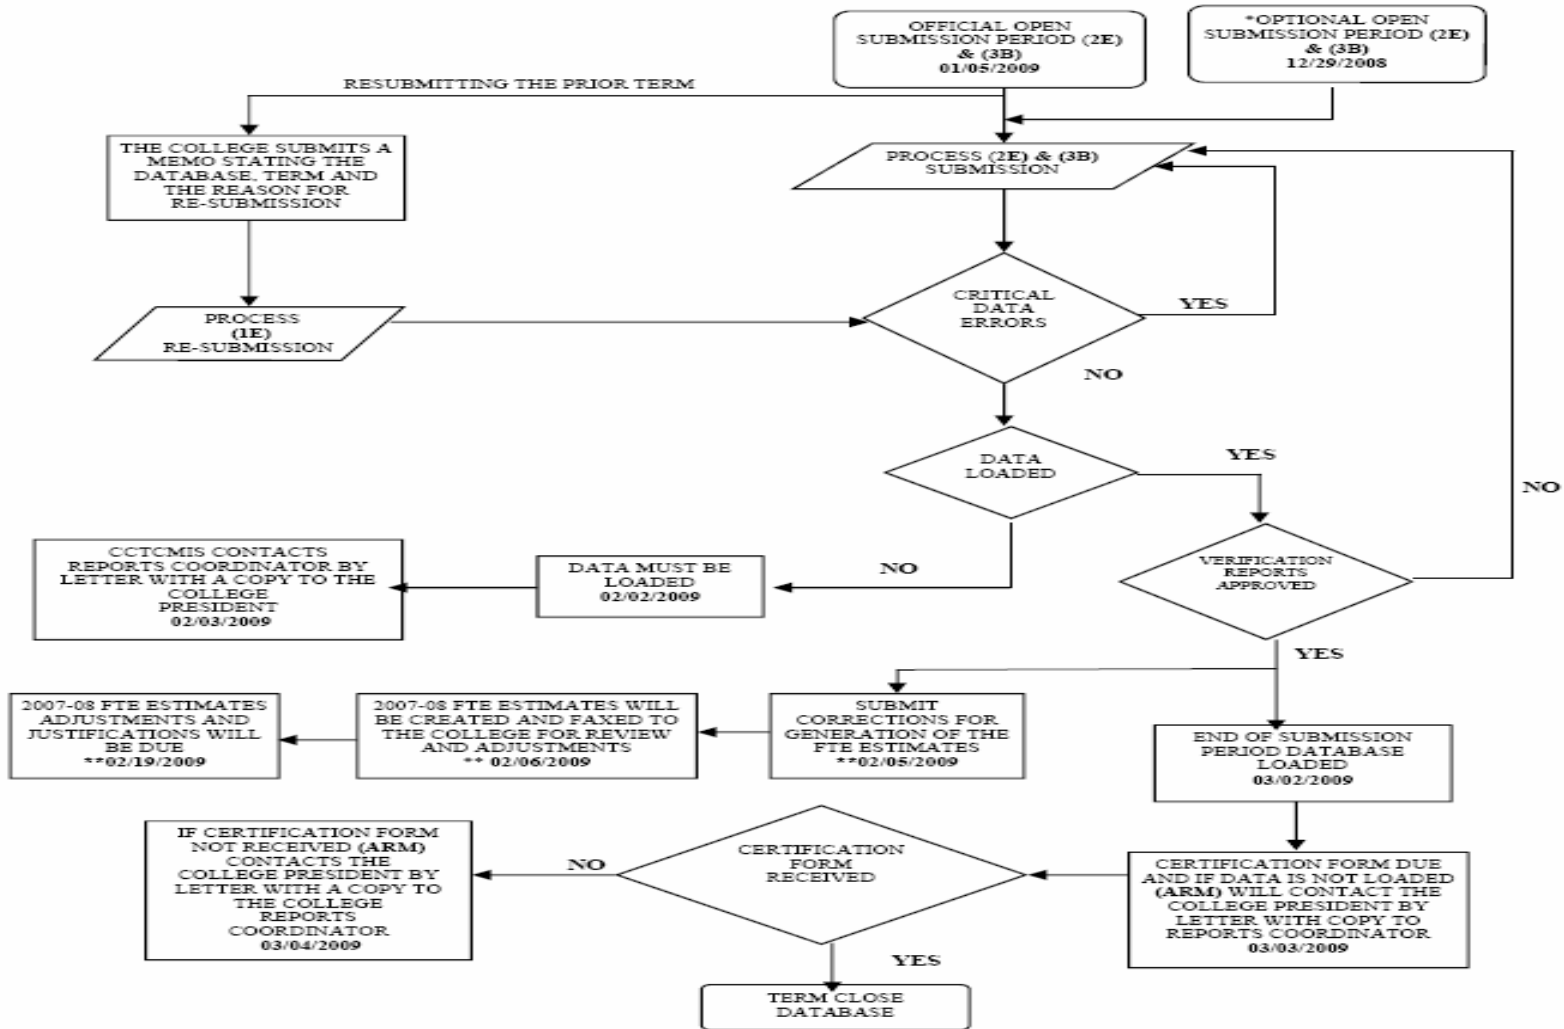 OFFICIAL OPEN
SUBMISSION PERIOD (2E)
& (3B)
01/05/2009
*OPTIONAL OPEN
SUBMISSION PERIOD (2E)
& (3B)
12/29/2008
RESUBMITTING THE PRIOR TERM
THE COLLEGE SUBMITS A
MEMO STATING THE
DATABASE, TERM AND
THE REASON FOR
RE-SUBMISSION
PROCESS (2E) & (3B)
SUBMISSION
PROCESS
(1E)
RE-SUBMISSION
CRITICAL
DATA
ERRORS
YES
NO
DATA
LOADED
YES
NO
VERIFICATION
REPORTS
APPROVED
NO
DATA MUST BE
LOADED
02/02/2009
CCTCMIS CONTACTS
REPORTS COORDINATOR BY
LETTER WITH A COPY TO THE
COLLEGE
PRESIDENT
02/03/2009
YES
2007-08 FTE ESTIMATES
ADJUSTMENTS AND
JUSTIFICATIONS WILL
BE DUE
**02/19/2009
2007-08 FTE ESTIMATES WILL
BE CREATED AND FAXED TO
THE COLLEGE FOR REVIEW
AND ADJUSTMENTS
** 02/06/2009
SUBMIT
CORRECTIONS FOR
GENERATION OF THE
FTE ESTIMATES
**02/05/2009
END OF SUBMISSION
PERIOD DATABASE
LOADED
03/02/2009
IF CERTIFICATION FORM
NOT RECEIVED (ARM)
CONTACTS THE
COLLEGE PRESIDENT BY
LETTER WITH A COPY TO
THE COLLEGE
REPORTS
COORDINATOR
03/04/2009
NO
CERTIFICATION
FORM
RECEIVED
CERTIFICATION FORM DUE
AND IF DATA IS NOT LOADED
(ARM) WILL CONTACT THE
COLLEGE PRESIDENT BY
LETTER WITH COPY TO
REPORTS COORDINATOR
03/03/2009
YES
TERM CLOSE
DATABASE